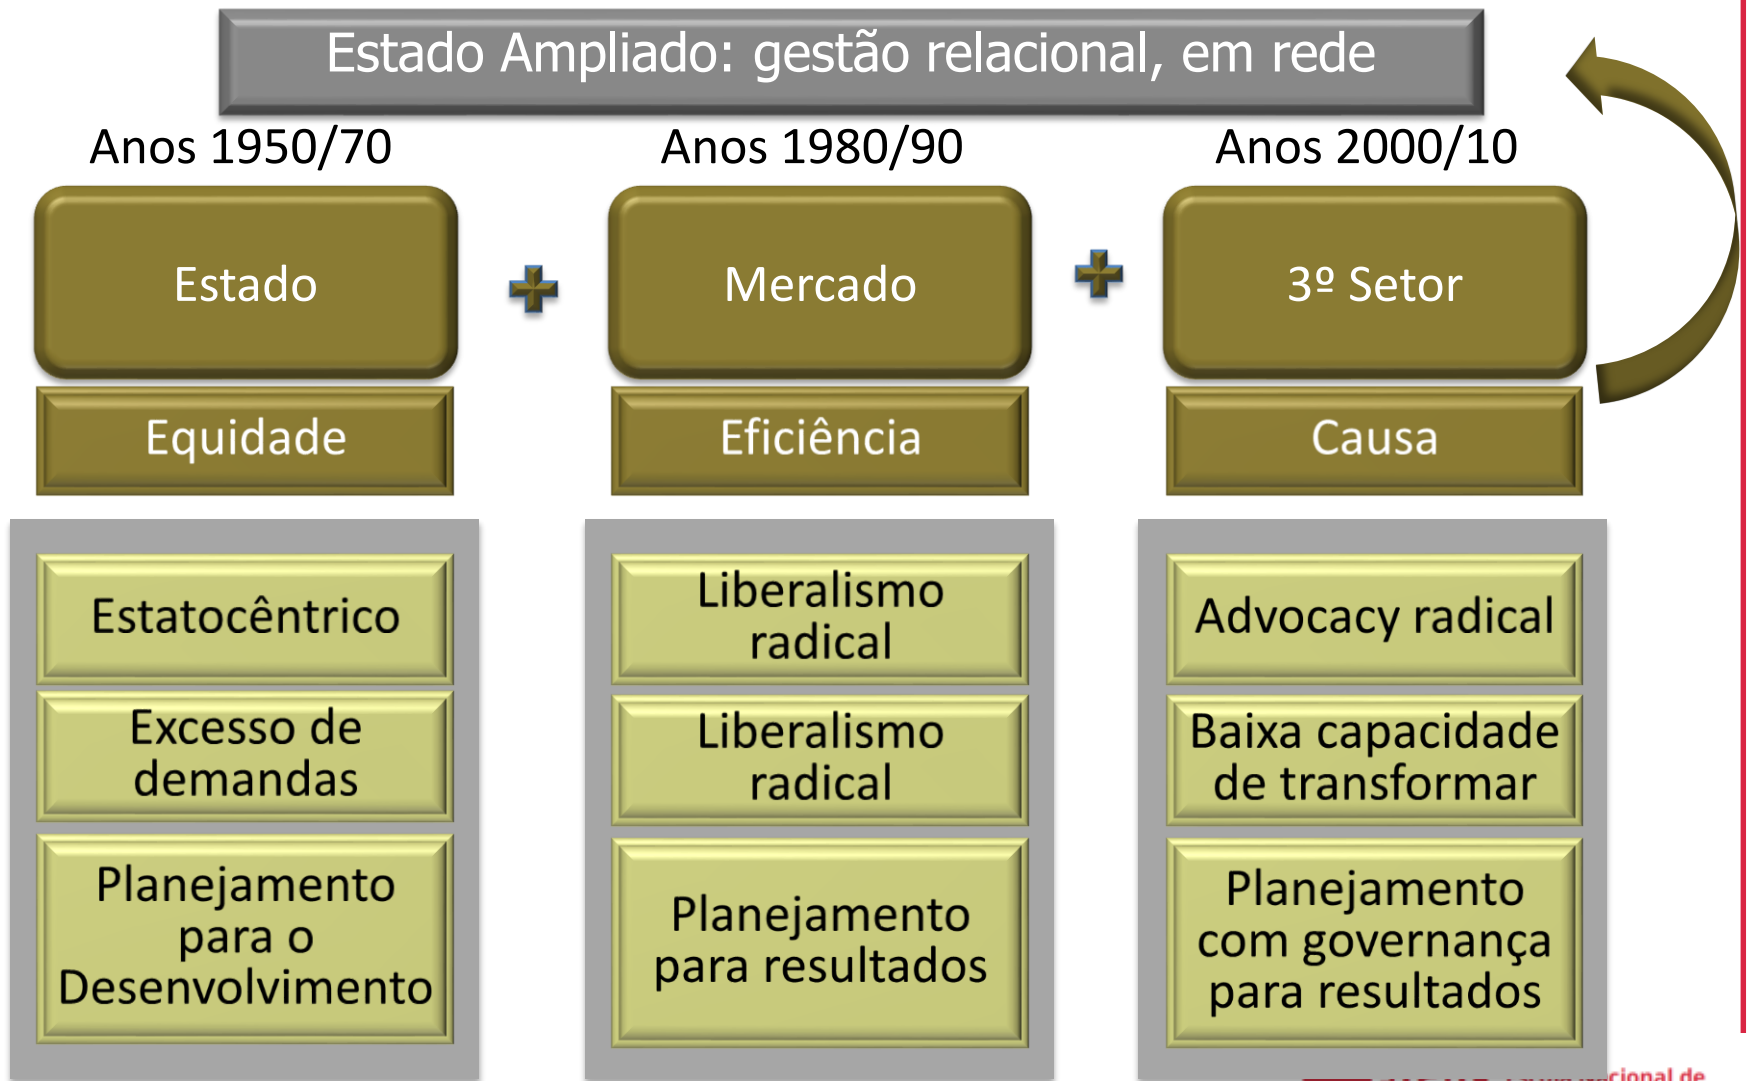 Estado Ampliado: gestão relacional, em rede
Anos 1950/70
Anos 1980/90
Anos 2000/10
Estado
Mercado
3º Setor
Equidade
Eficiência
Causa
Estatocêntrico
Excesso de
demandas
Planejamento
para o
Desenvolvimento
Liberalismo
radical
Liberalismo
radical
Planejamento
para resultados
Advocacy radical
Baixa capacidade
de transformar
Planejamento
com governança
para resultados
de